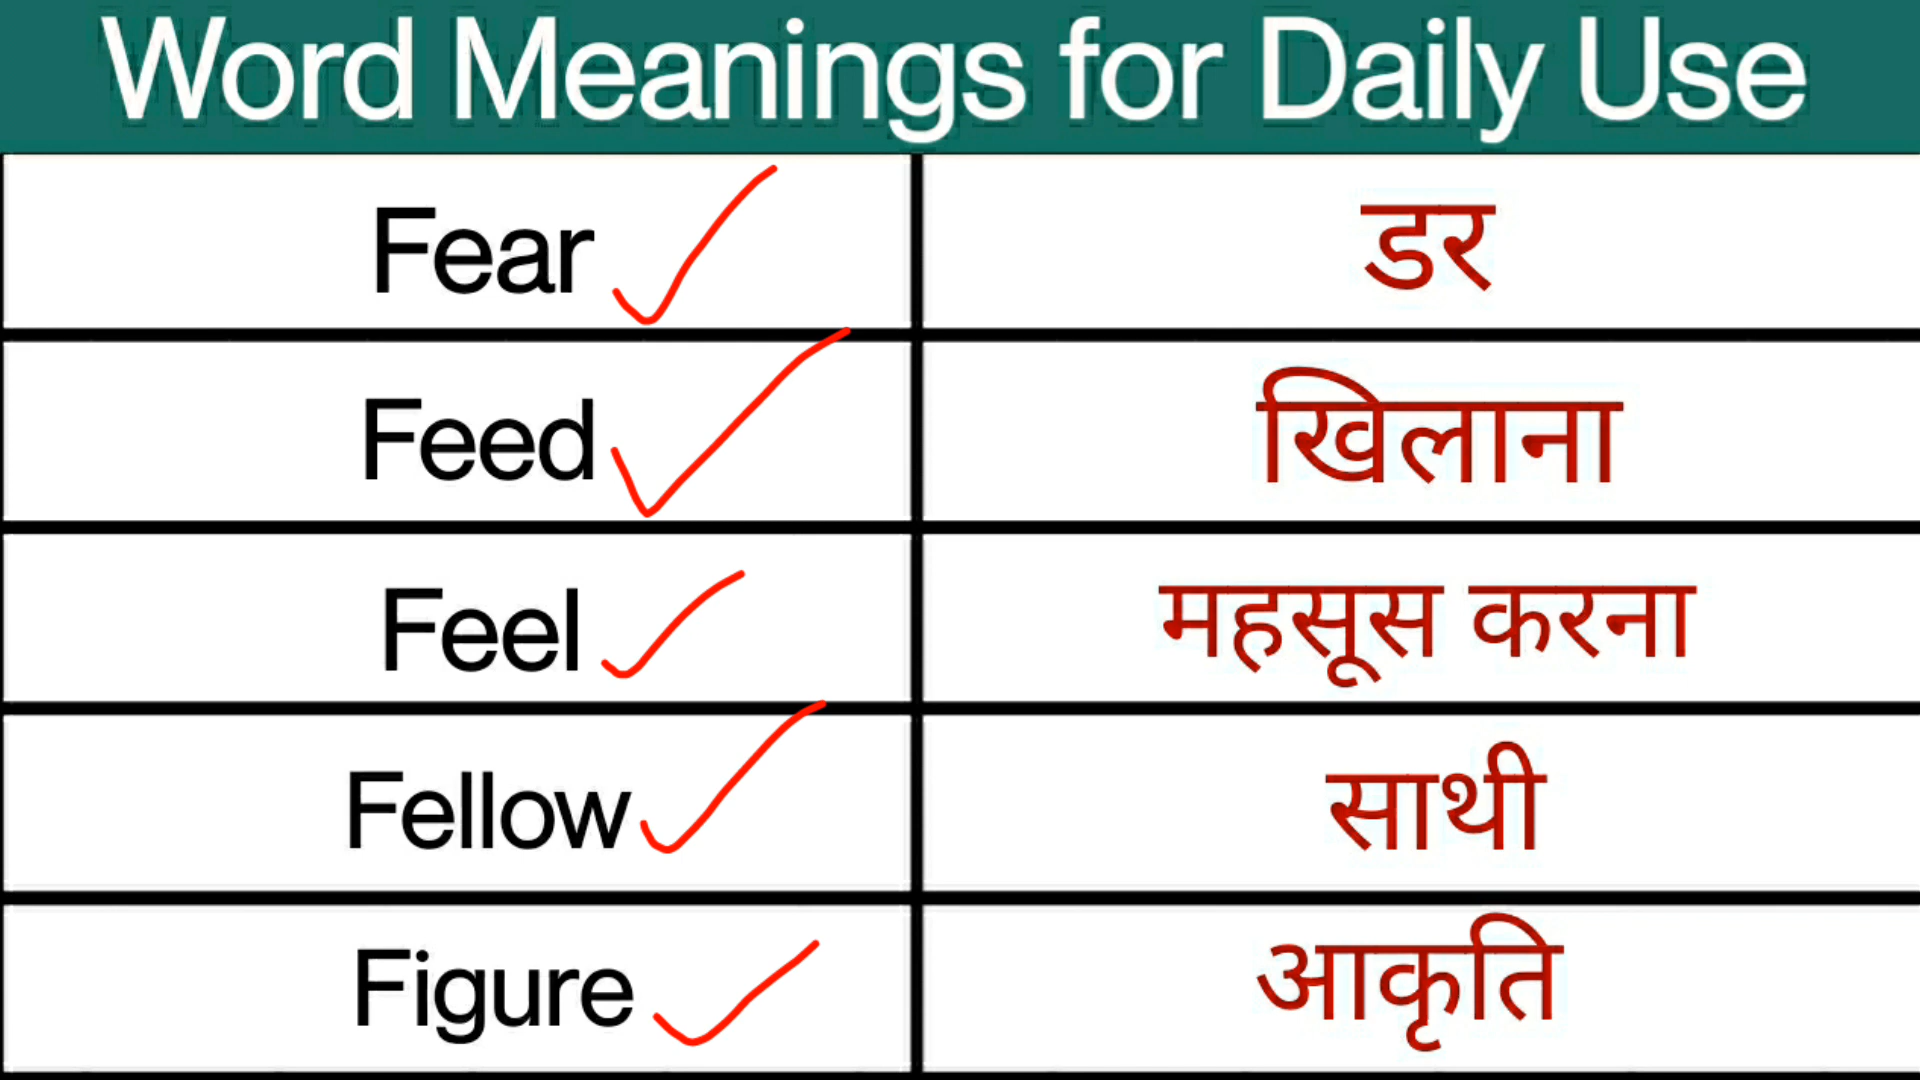 Word Meanings for Daily Use
Fear डर
Feed खिलाना
Feel महसूस करना
Fellow साथी
Figure आकृति